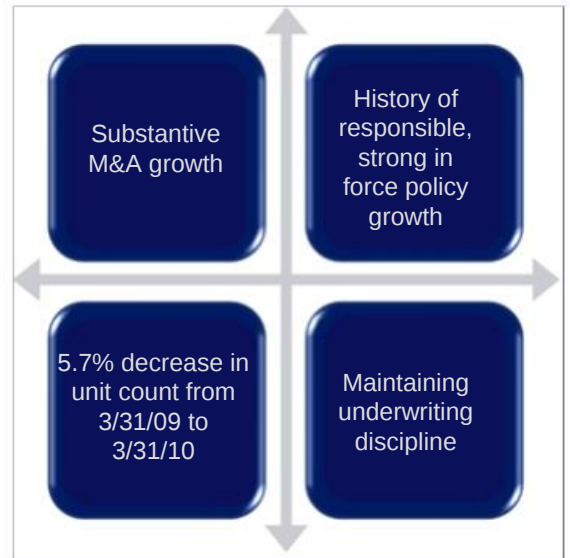 Substantive
M&A growth
History of
responsible,
strong in
force policy
growth
5.7% decrease in
unit count from
3/31/09 to
3/31/10
Maintaining
underwriting
discipline